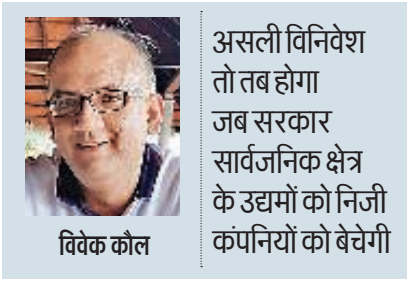 असली विनिवेश
तो तब होगा
जब सरकार
सार्वजनिक क्षेत्र
के उद्यमों को निजी
कंपनियों को बेचेगी
विवेक कौल